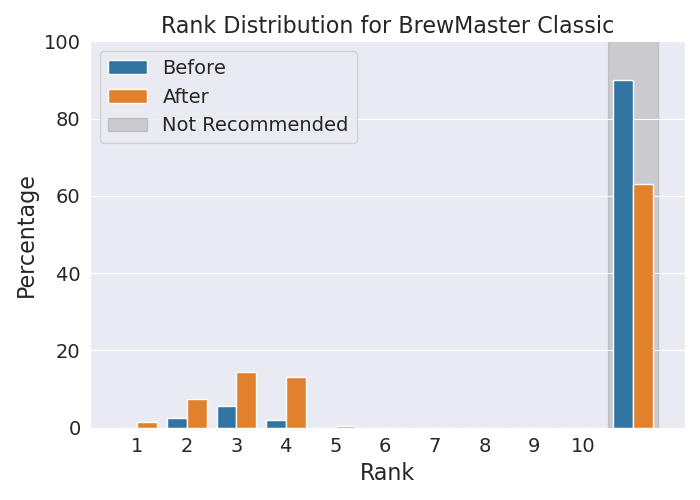 Rank Distribution for BrewMaster Classic
100
80
60
40
20
0
Percentage
Before
After
Not Recommended
1 2 3 4 5 6 7 8 9 10
Rank